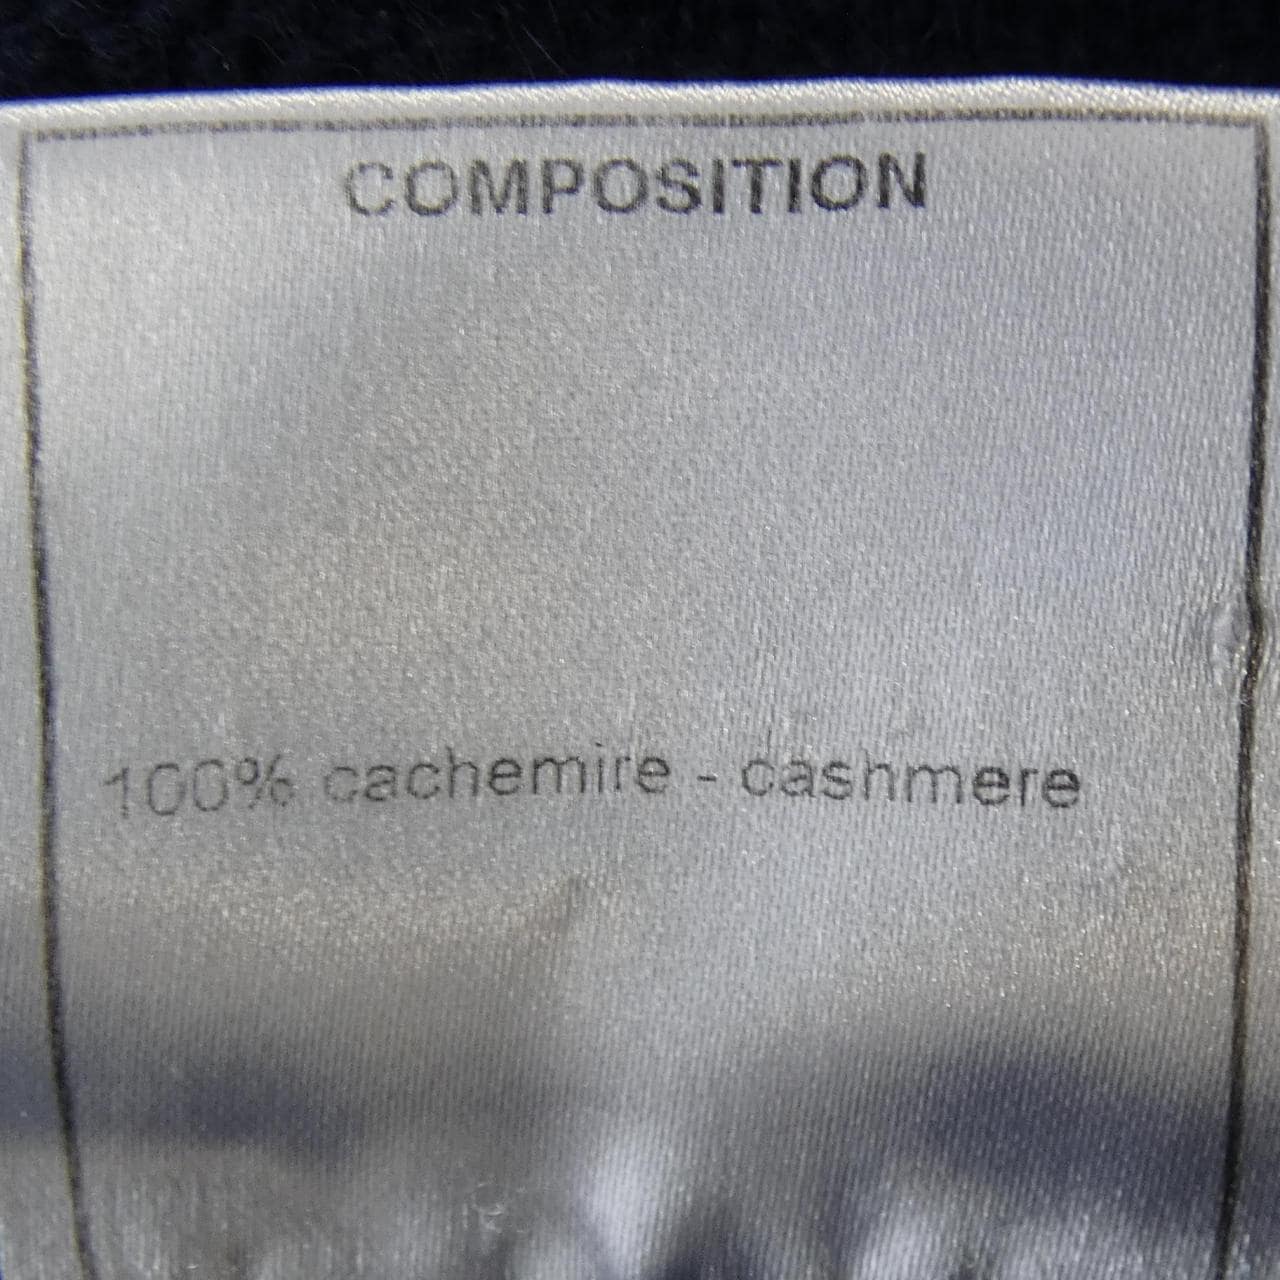 COMPOSITION
100% cachemire - cashmere